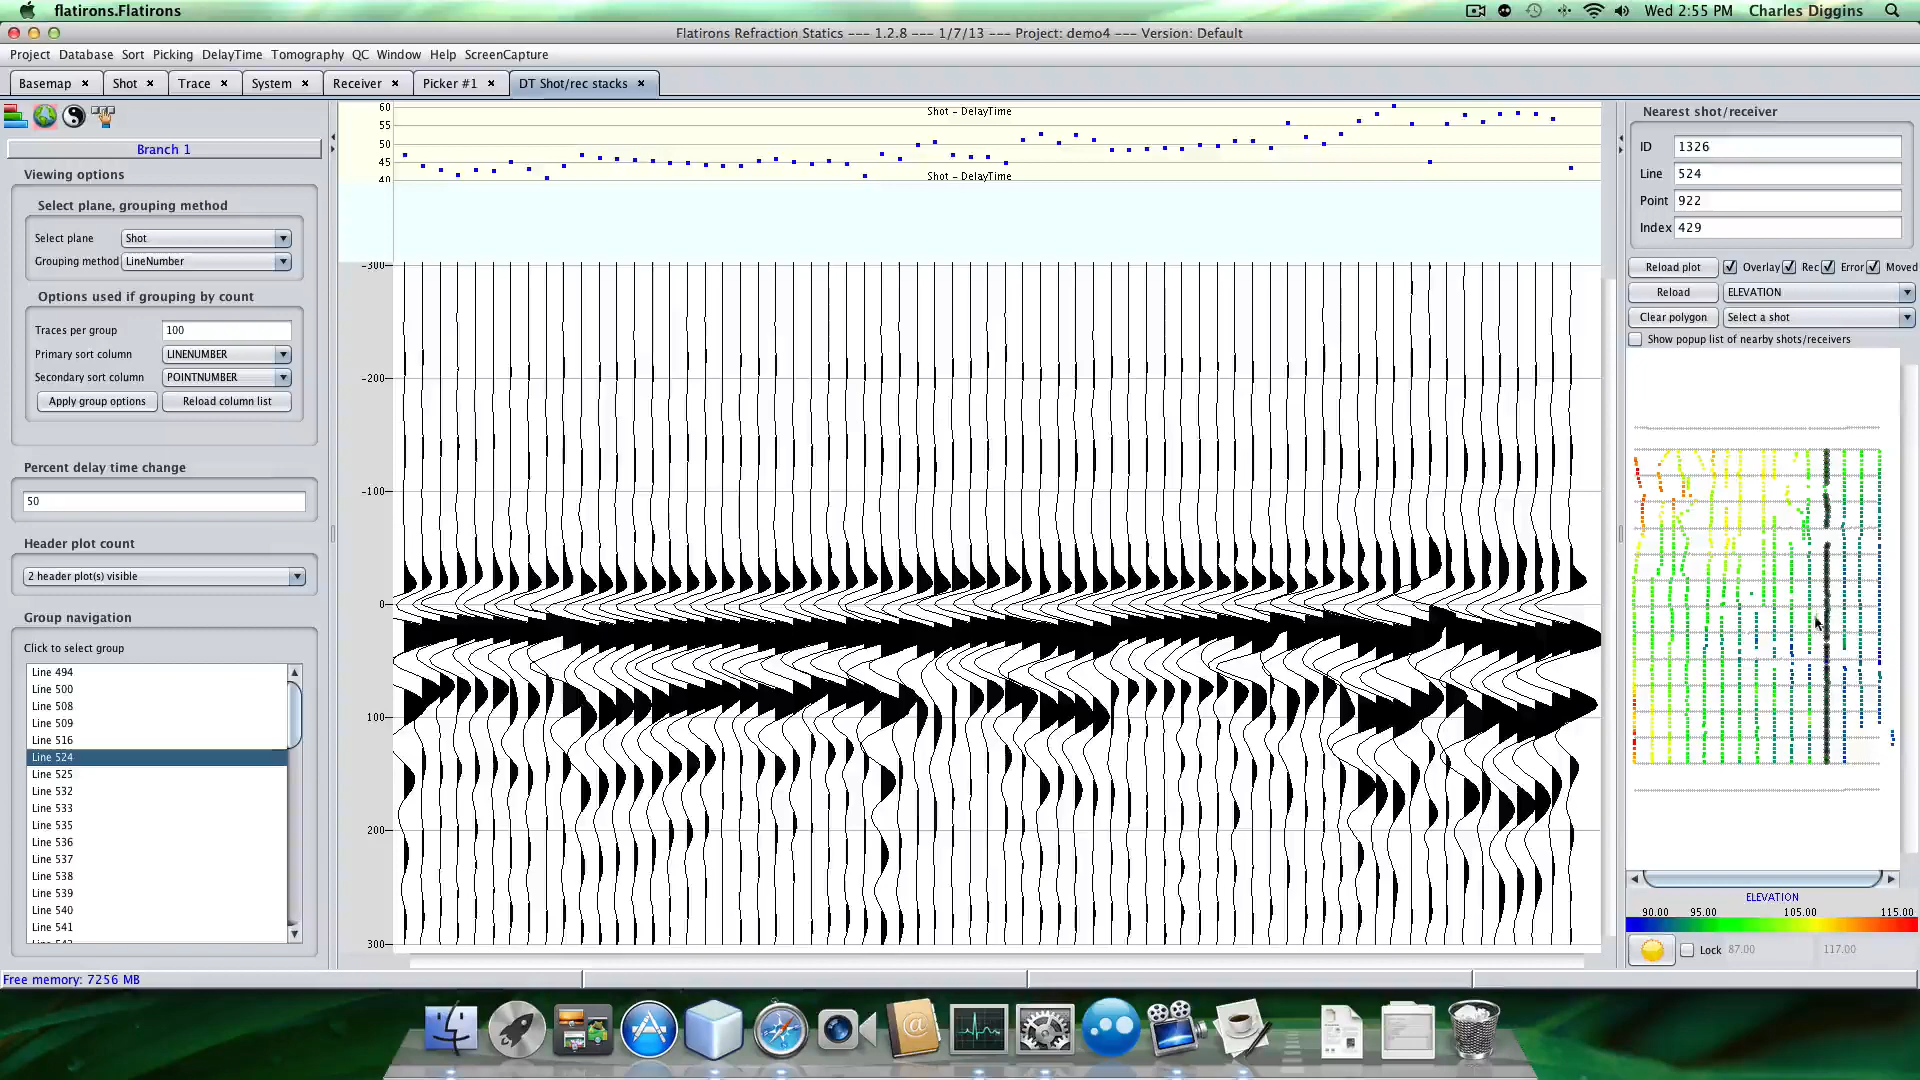 flatirons.Flatirons
Wed 2:55 PM Charles Diggins
Flatirons Refraction Statics --- 1.2.8 --- 1/7/13 --- Project: demo4 --- Version: Default
Project Database Sort Picking DelayTime Tomography QC Window Help ScreenCapture
Basemap Shot Trace System Receiver Picker #1 DT Shot/rec stacks
Branch 1
Viewing options
Select plane, grouping method
Select plane Shot
Grouping method LineNumber
Options used if grouping by count
Traces per group 100
Primary sort column LINENUMBER
Secondary sort column POINTNUMBER
Apply group options Reload column list
Percent delay time change
50
Header plot count
2 header plot(s) visible
Group navigation
Click to select group
Line 494
Line 500
Line 508
Line 509
Line 516
Line 524
Line 525
Line 532
Line 533
Line 535
Line 536
Line 537
Line 538
Line 539
Line 540
Line 541
Free memory: 7256 MB
Shot - DelayTime
60
55
50
45
40
Shot - DelayTime
-300
-200
-100
0
100
200
300
Nearest shot/receiver
ID 1326
Line 524
Point 922
Index 429
Reload plot Overlay Rec Error Moved
Reload ELEVATION
Clear polygon Select a shot
Show popup list of nearby shots/receivers
ELEVATION
90.00 95.00 105.00 115.00
Lock 87.00 117.00